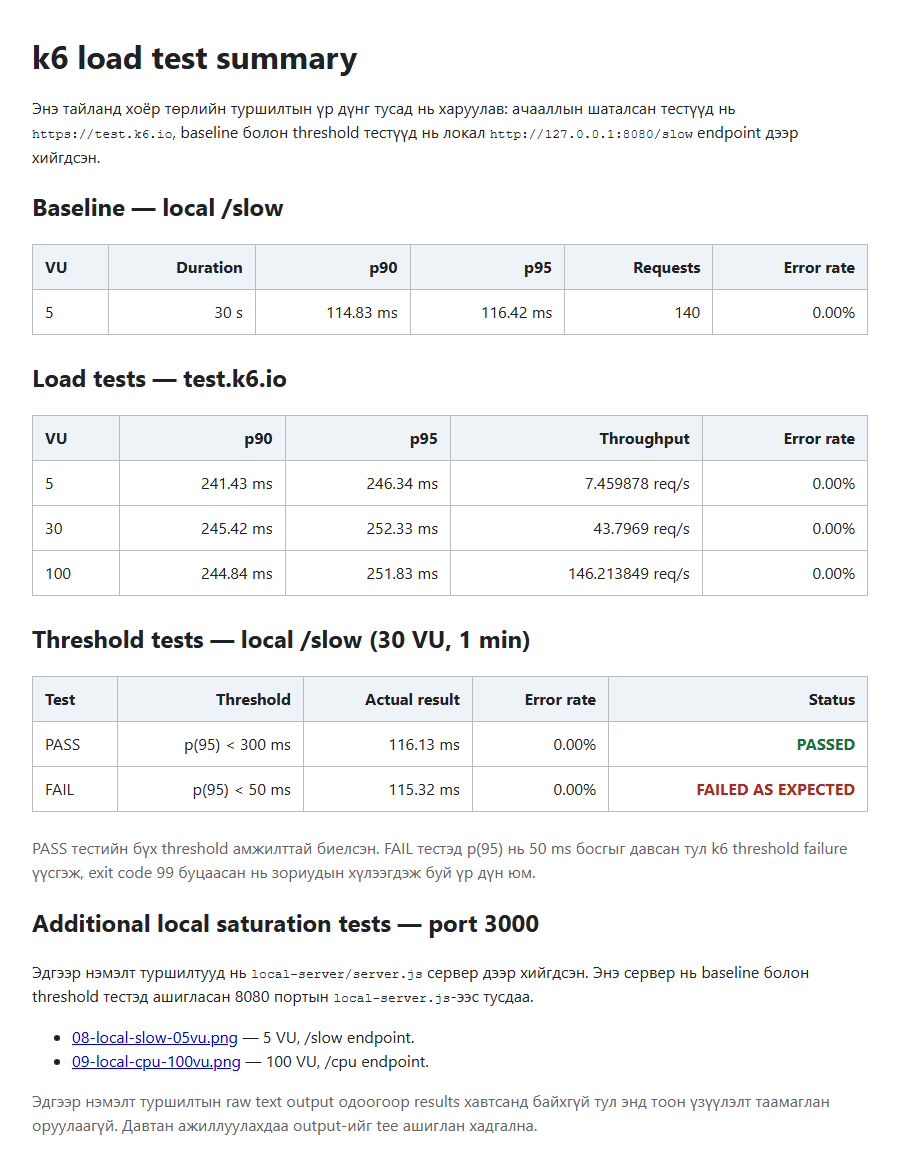 k6 load test summary
Энэ тайланд хоёр төрлийн туршилтын үр дүнг тусад нь харуулав: ачааллын шаталсан тестүүд нь
https://test.k6.io, baseline болон threshold тестүүд нь локал http://127.0.0.1:8080/slow endpoint дээр
хийгдсэн.
Baseline — local /slow
VU Duration p90 p95 Requests Error rate
5 30 s 114.83 ms 116.42 ms 140 0.00%
Load tests — test.k6.io
VU p90 p95 Throughput Error rate
5 241.43 ms 246.34 ms 7.459878 req/s 0.00%
30 245.42 ms 252.33 ms 43.7969 req/s 0.00%
100 244.84 ms 251.83 ms 146.213849 req/s 0.00%
Threshold tests — local /slow (30 VU, 1 min)
Test Threshold Actual result Error rate Status
PASS p(95) < 300 ms 116.13 ms 0.00% PASSED
FAIL p(95) < 50 ms 115.32 ms 0.00% FAILED AS EXPECTED
PASS тестийн бүх threshold амжилттай биелсэн. FAIL тестэд p(95) нь 50 ms босгыг давсан тул k6 threshold failure
үүсгэж, exit code 99 буцаасан нь зориудын хүлээгдэж буй үр дүн юм.
Additional local saturation tests — port 3000
Эдгээр нэмэлт туршилтууд нь local-server/server.js сервер дээр хийгдсэн. Энэ сервер нь baseline болон
threshold тестэд ашигласан 8080 портын local-server.js-ээс тусдаа.
• 08-local-slow-05vu.png — 5 VU, /slow endpoint.
• 09-local-cpu-100vu.png — 100 VU, /cpu endpoint.
Эдгээр нэмэлт туршилтын raw text output одоогоор results хавтсанд байхгүй тул энд тоон үзүүлэлт таамаглан
оруулаагүй. Давтан ажиллуулахдаа output-ийг tee ашиглан хадгална.